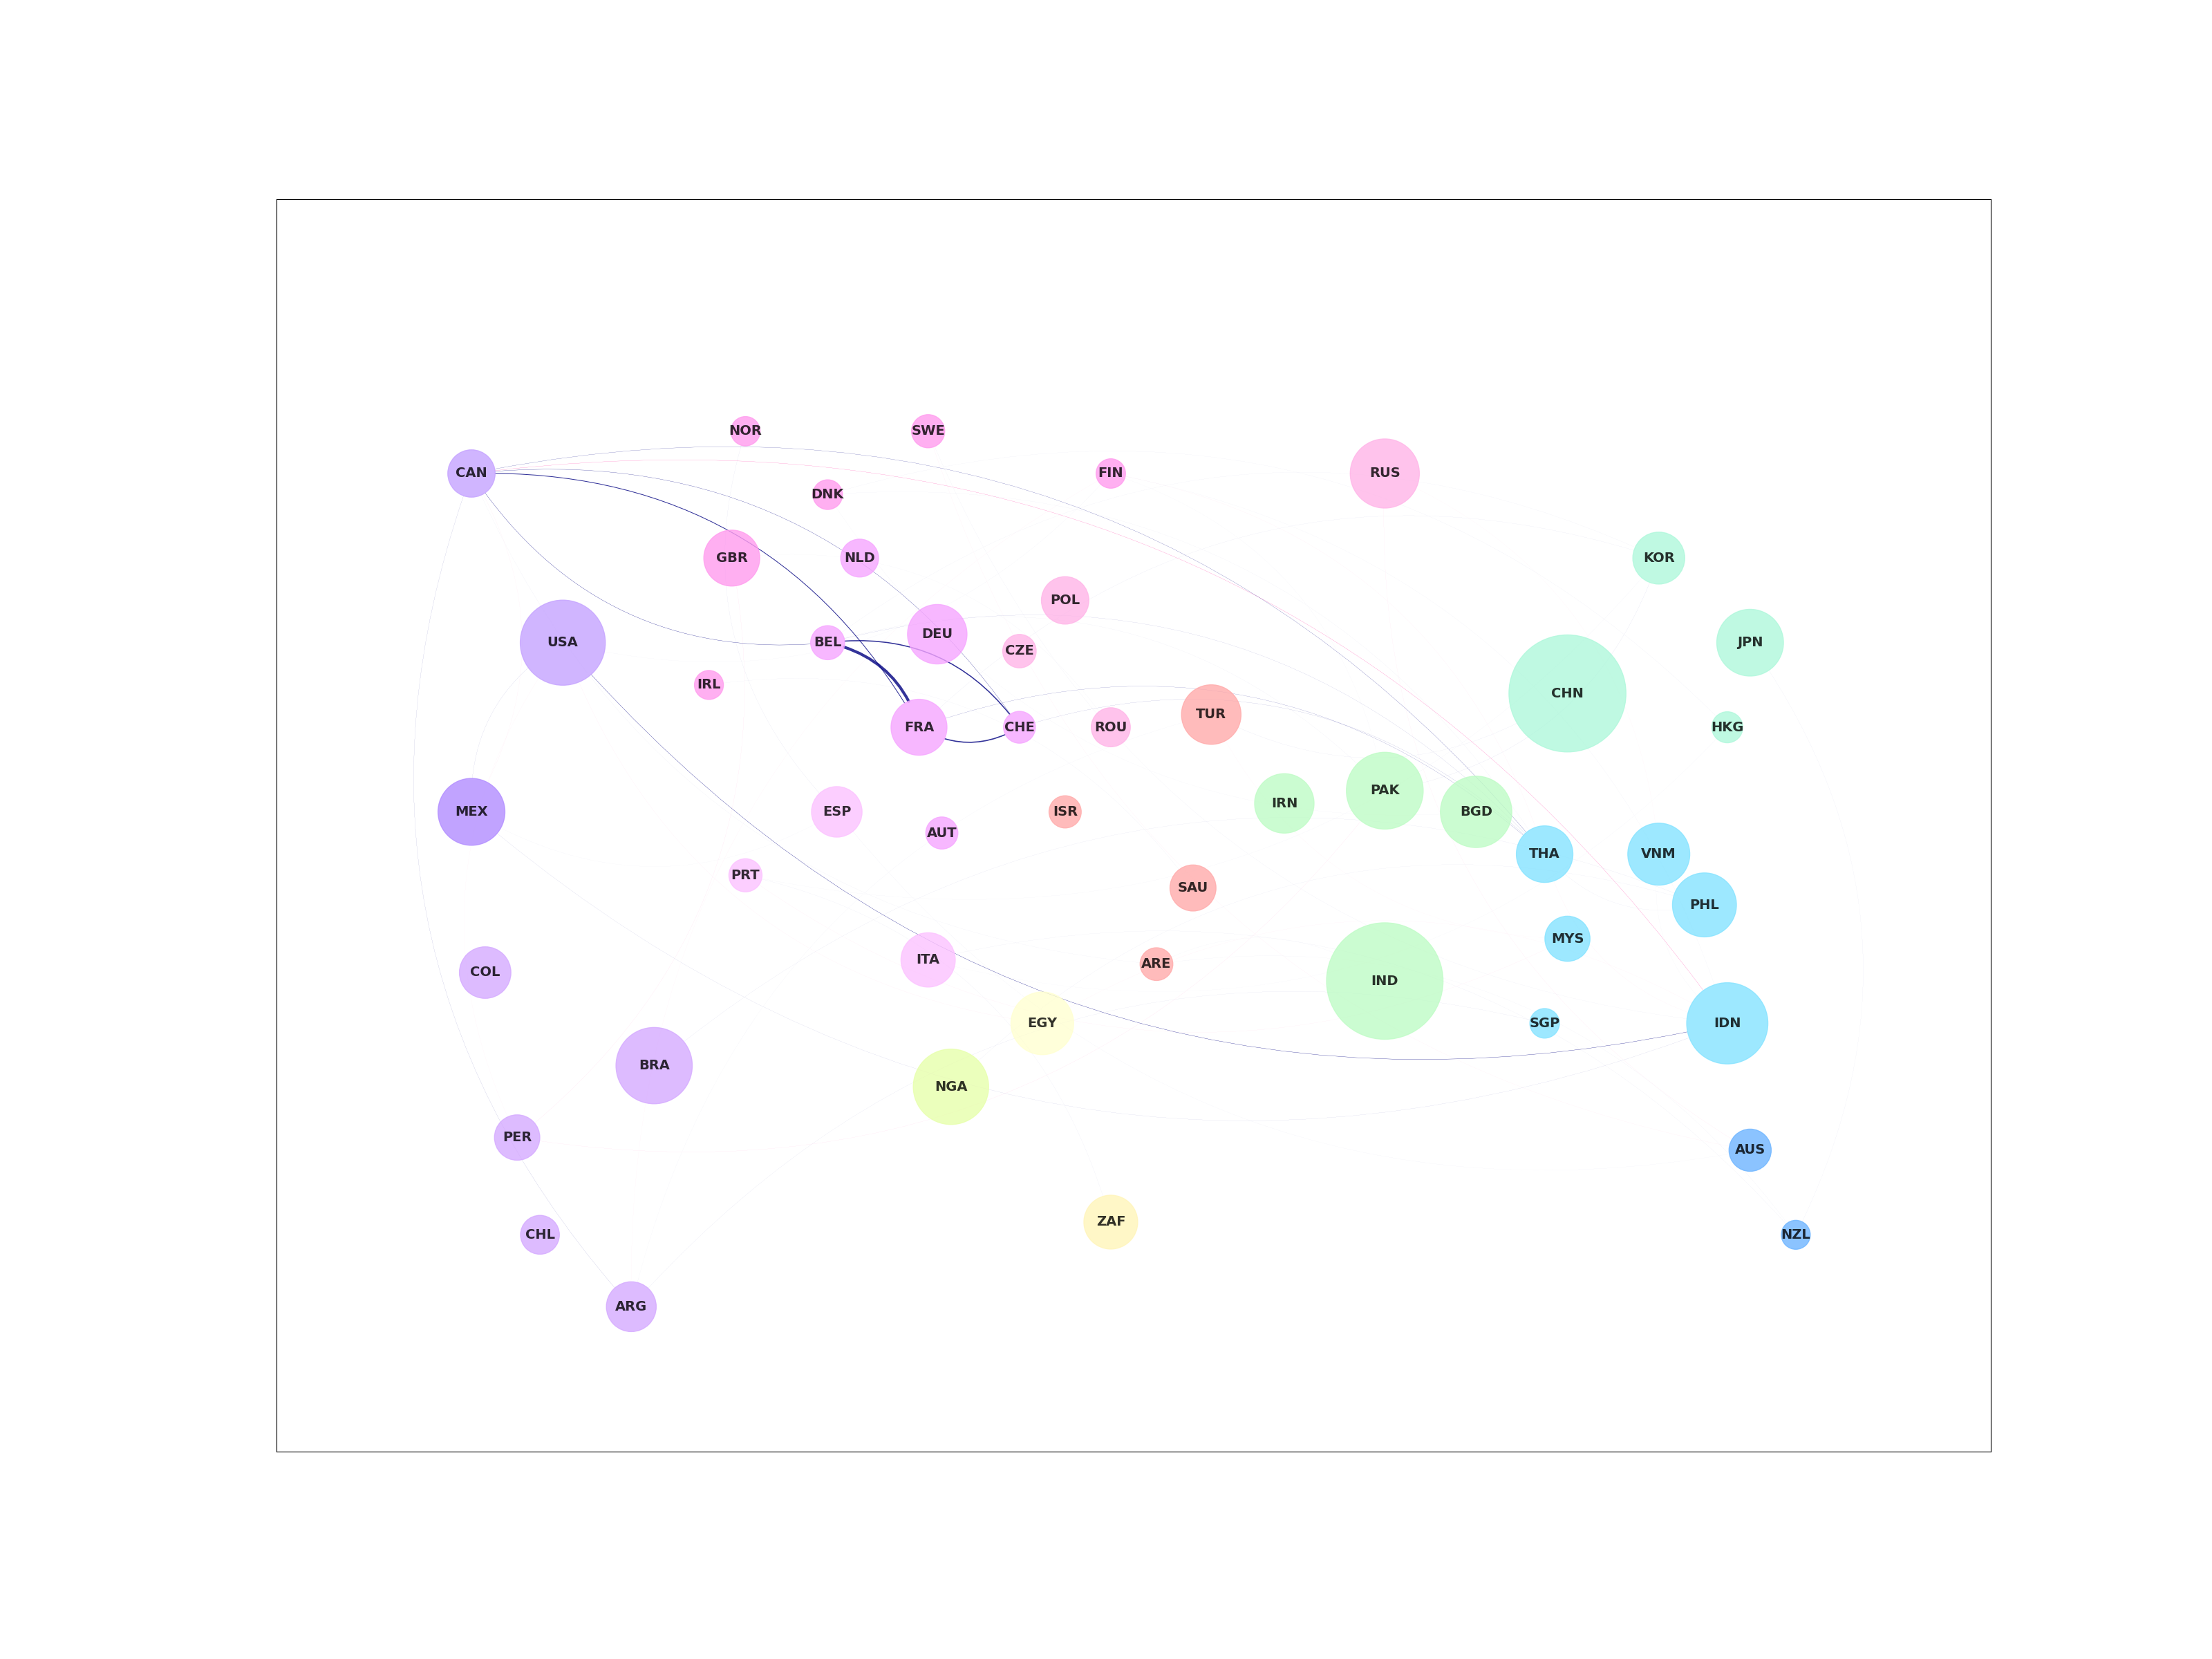 NOR
SWE
CAN
FIN
RUS
DNK
GBR
NLD
KOR
POL
DEU
USA
BEL
CZE
JPN
IRL
CHN
TUR
FRA
CHE
ROU
HKG
PAK
IRN
MEX
ESP
ISR
BGD
AUT
THA
VNM
PRT
SAU
PHL
MYS
ITA
ARE
COL
IND
EGY
SGP
IDN
BRA
NGA
PER
AUS
ZAF
CHL
NZL
ARG